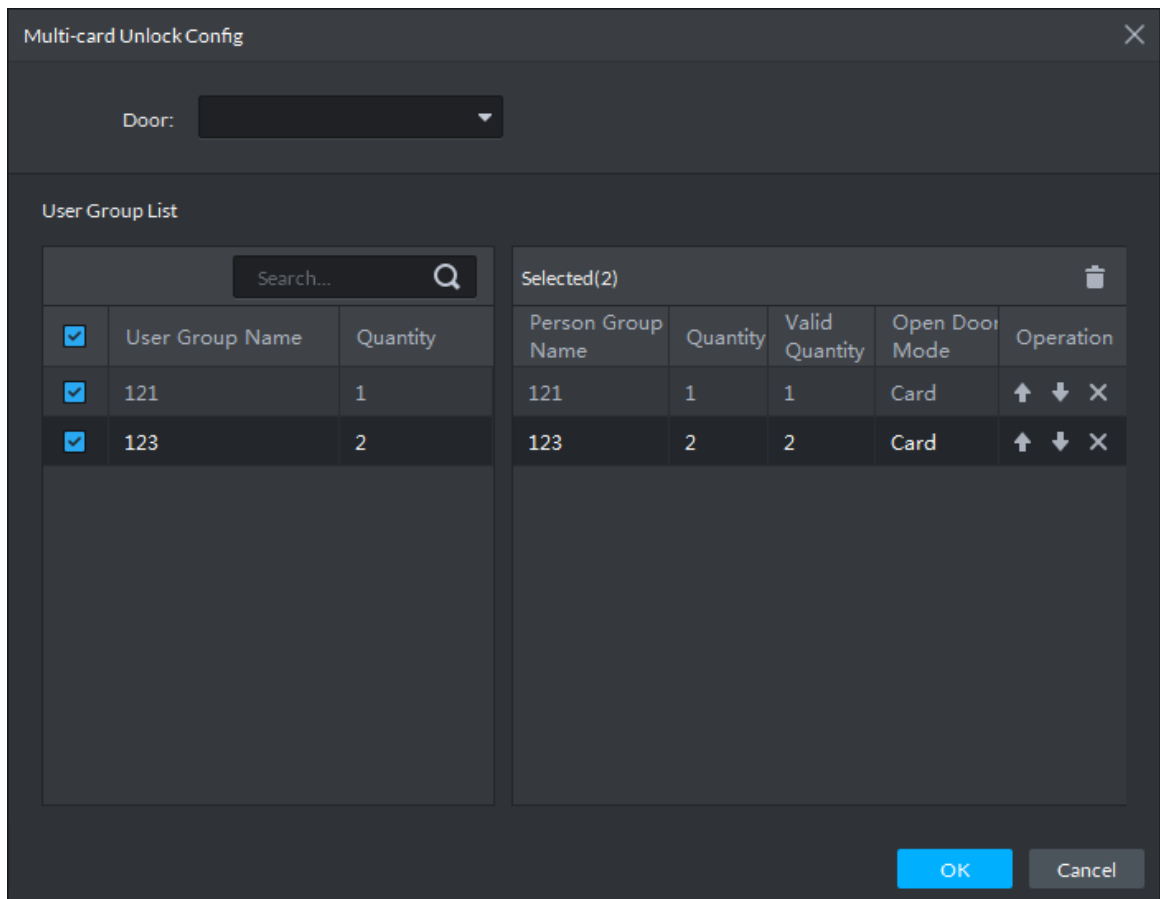 Multi-card Unlock Config
Door:
User Group List
Search...
User Group Name Quantity
121 1
123 2
Selected(2)
Person Group Name Quantity Valid Quantity Open Door Mode Operation
121 1 1 Card
123 2 2 Card
OK Cancel